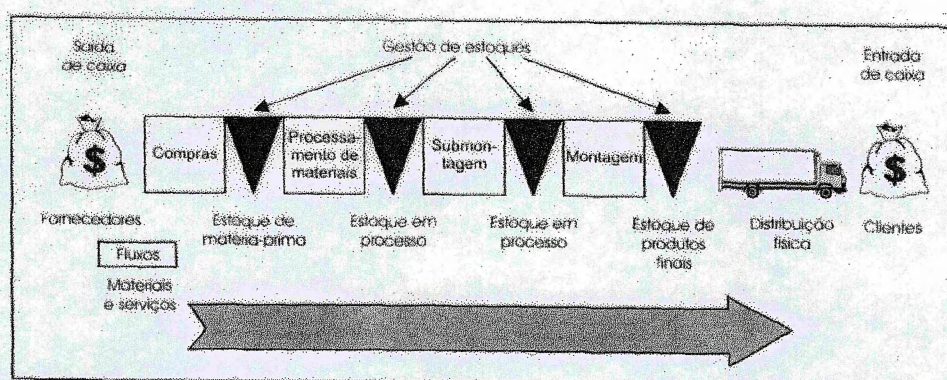 Saída
de caixa
Gestão de estoques
Entrada
de caixa
$
Compras
Processa-
mento de
materiais
Submon-
tagem
Montagem
$
Fornecedores
Estoque de
matéria-prima
Estoque em
processo
Estoque em
processo
Estoque de
produtos
finais
Distribuição
física
Clientes
Fluxos
Materiais
e serviços